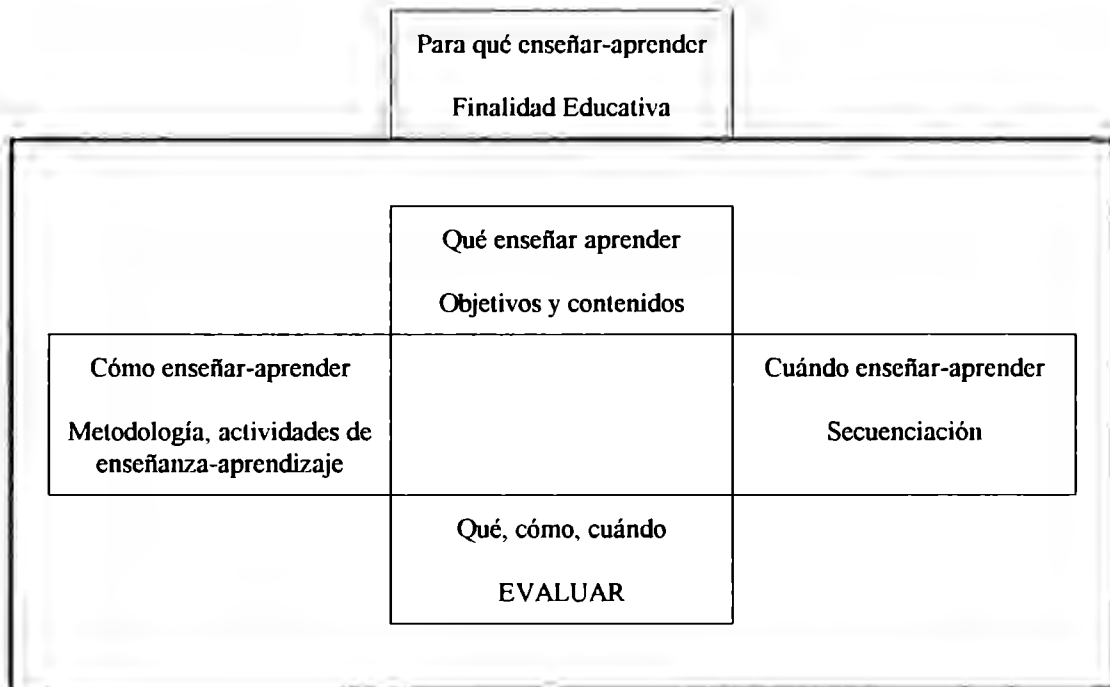 Para qué enseñar-aprender
Finalidad Educativa
Qué enseñar aprender
Objetivos y contenidos
Cómo enseñar-aprender
Metodología, actividades de
enseñanza-aprendizaje
Cuándo enseñar-aprender
Secuenciación
Qué, cómo, cuándo
EVALUAR